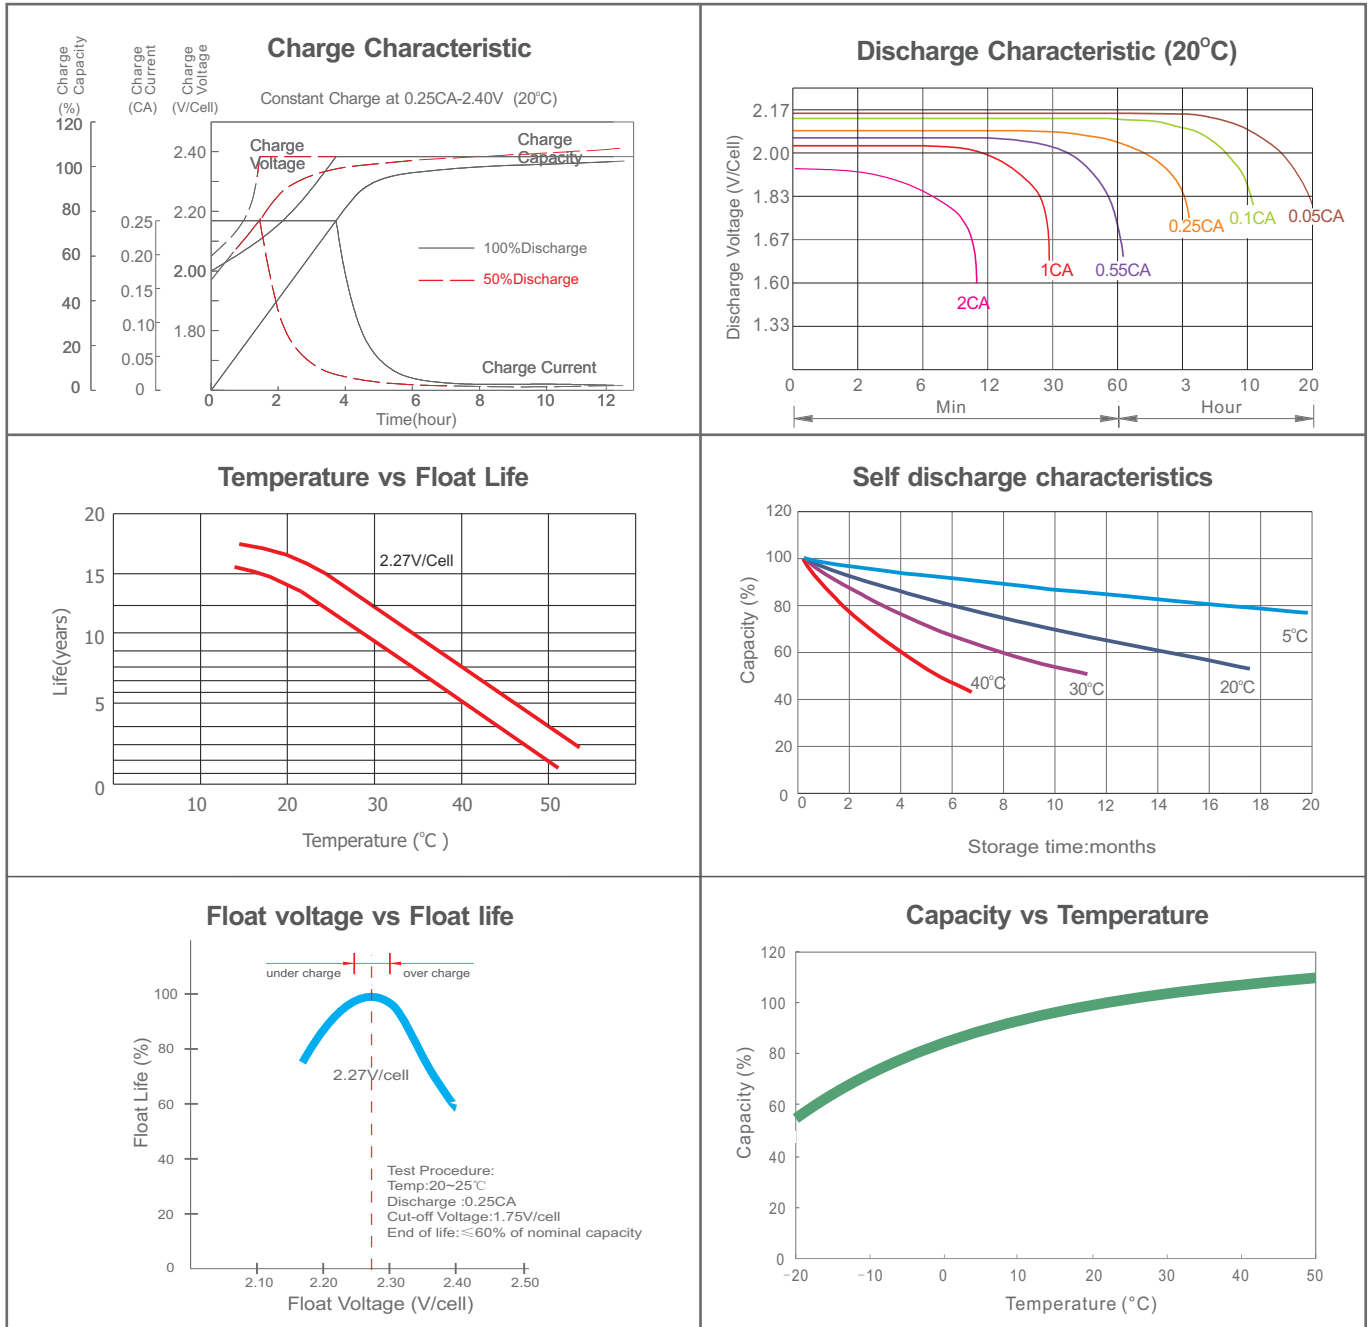 Charge Characteristic
Charge
Capacity
(%)
Charge
Current
(CA)
Charge
Voltage
(V/Cell)
Constant Charge at 0.25CA-2.40V (20°C)
120
100
80
60
40
20
0
0.25
0.20
0.15
0.10
0.05
0
2.40
2.20
2.00
1.80
Charge
Voltage
Charge
Capacity
100%Discharge
50%Discharge
Charge Current
0 2 4 6 8 10 12
Time(hour)
Discharge Characteristic (20°C)
Discharge Voltage (V/Cell)
2.17
2.00
1.83
1.67
1.60
1.33
2CA
1CA
0.55CA
0.25CA
0.1CA
0.05CA
0 2 6 12 30 60 3 10 20
Min Hour
Temperature vs Float Life
Life(years)
20
15
10
5
0
2.27V/Cell
10 20 30 40 50
Temperature (°C )
Self discharge characteristics
Capacity (%)
120
100
80
60
40
20
0
5°C
40°C
30°C
20°C
0 2 4 6 8 10 12 14 16 18 20
Storage time:months
Float voltage vs Float life
under charge over charge
Float Life (%)
100
80
60
40
20
0
2.27V/cell
Test Procedure:
Temp:20~25℃
Discharge :0.25CA
Cut-off Voltage:1.75V/cell
End of life:≤60% of nominal capacity
2.10 2.20 2.30 2.40 2.50
Float Voltage (V/cell)
Capacity vs Temperature
Capacity (%)
120
100
80
60
40
20
0
−20 −10 0 10 20 30 40 50
Temperature (°C)